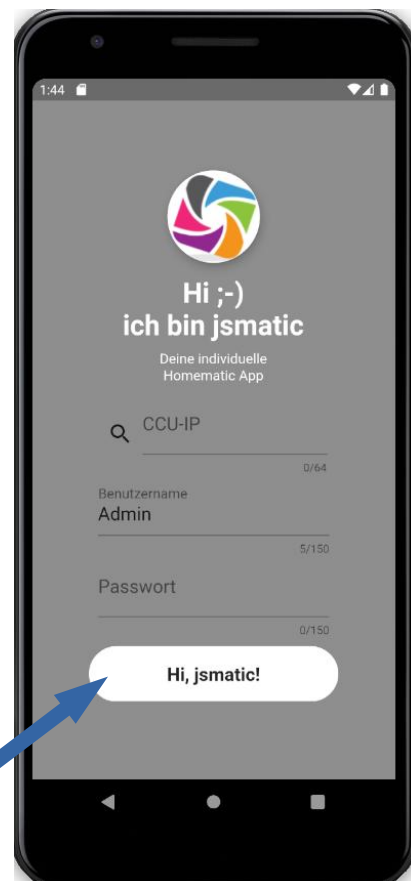 1:44
Hi ;-)
ich bin jsmatic
Deine individuelle
Homematic App
CCU-IP
0/64
Benutzername
Admin
5/150
Passwort
0/150
Hi, jsmatic!